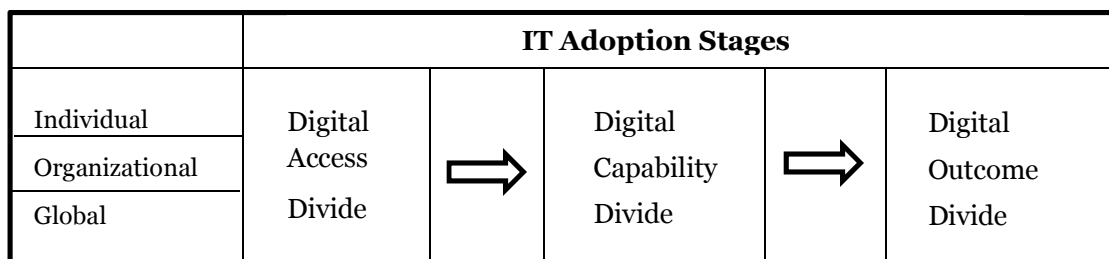 IT Adoption Stages
Individual
Organizational
Global
Digital
Access
Divide
Digital
Capability
Divide
Digital
Outcome
Divide